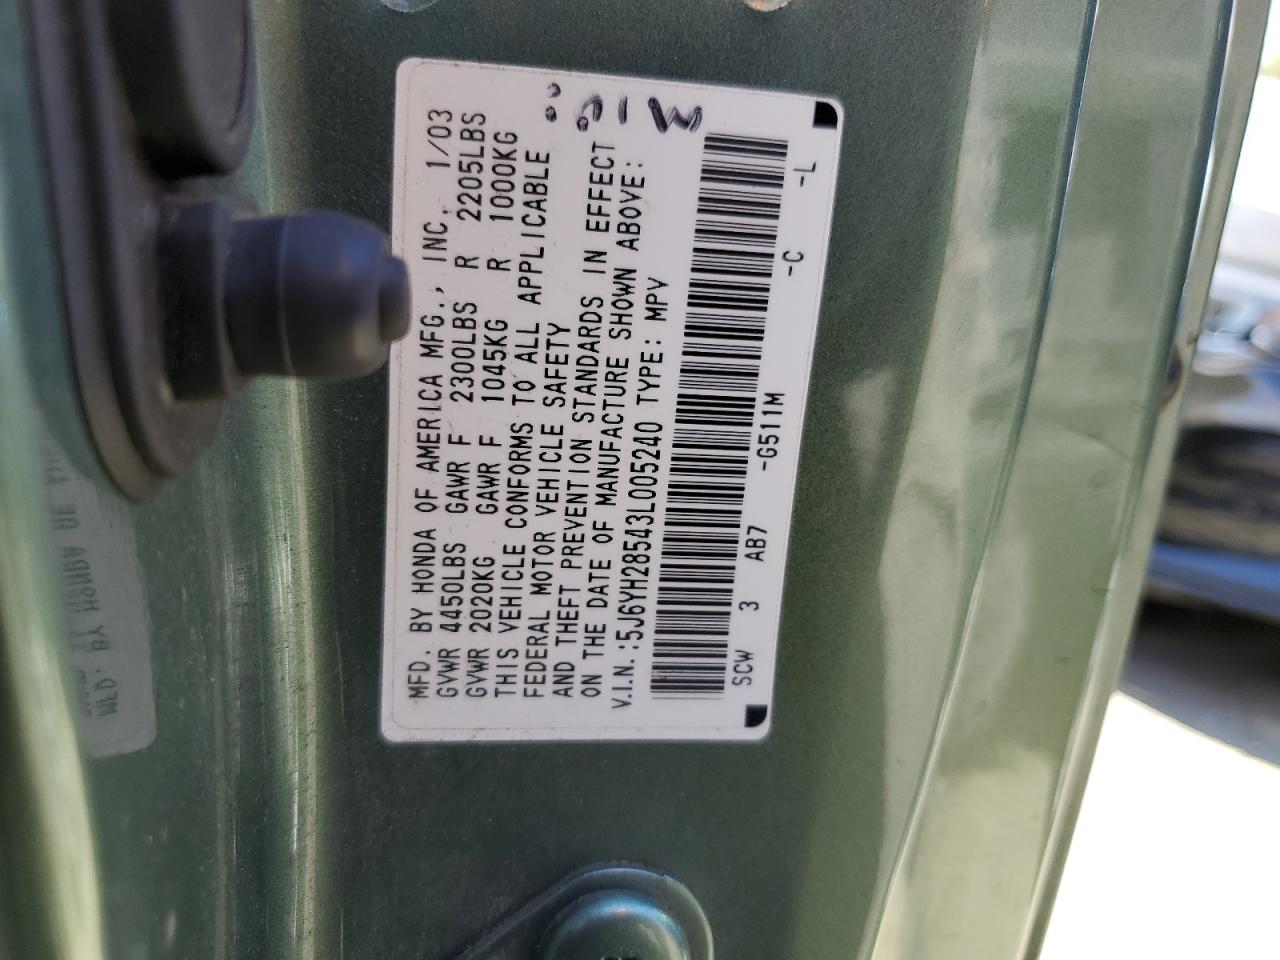 MFD. BY HONDA OF AMERICA MFG., INC. 1/03
GVWR 4450LBS GAWR F 2300LBS R 2205LBS
GVWR 2020KG GAWR F 1045KG R 1000KG
THIS VEHICLE CONFORMS TO ALL APPLICABLE
FEDERAL MOTOR VEHICLE SAFETY
AND THEFT PREVENTION STANDARDS IN EFFECT
ON THE DATE OF MANUFACTURE SHOWN ABOVE:
V.I.N.:5J6YH28543L005240 TYPE: MPV
SCW 3 AB7 -G511M -C -L